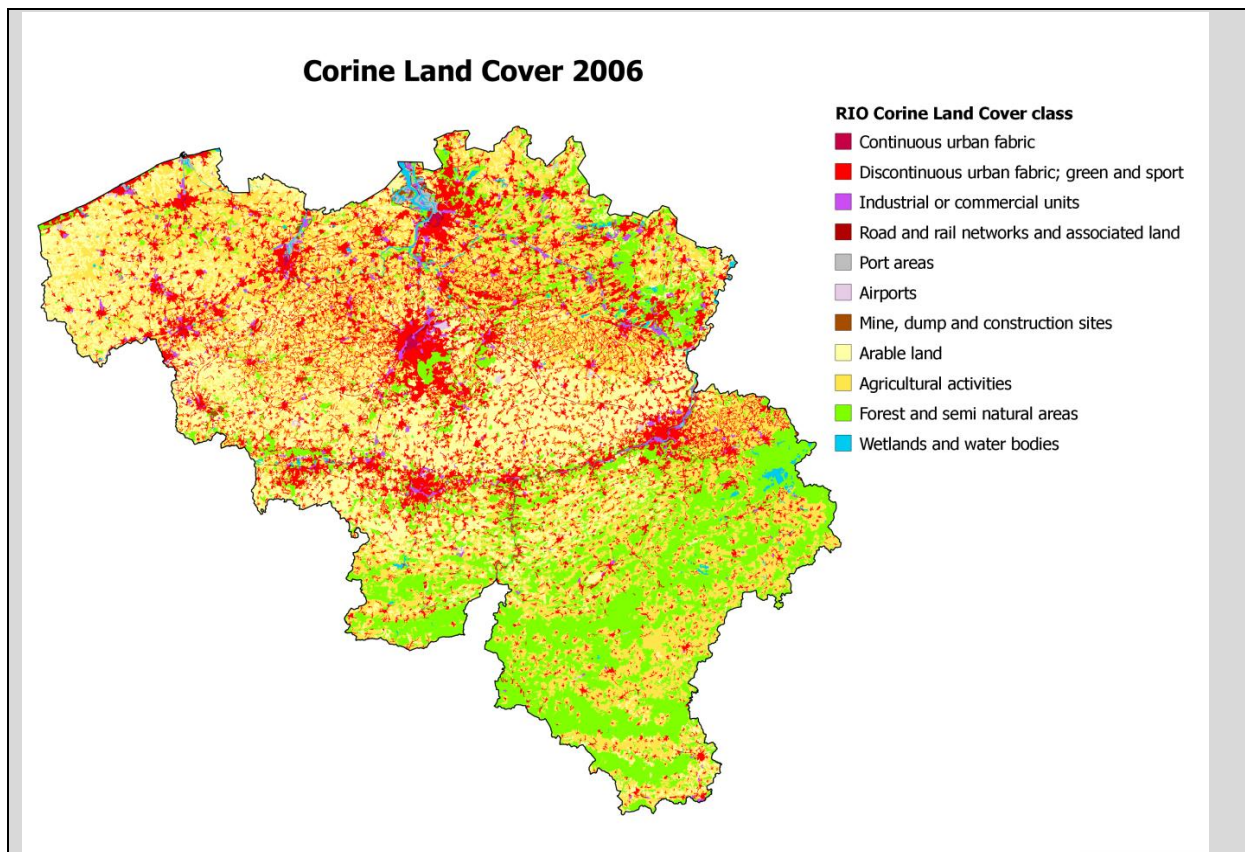 Corine Land Cover 2006
RIO Corine Land Cover class
Continuous urban fabric
Discontinuous urban fabric; green and sport
Industrial or commercial units
Road and rail networks and associated land
Port areas
Airports
Mine, dump and construction sites
Arable land
Agricultural activities
Forest and semi natural areas
Wetlands and water bodies